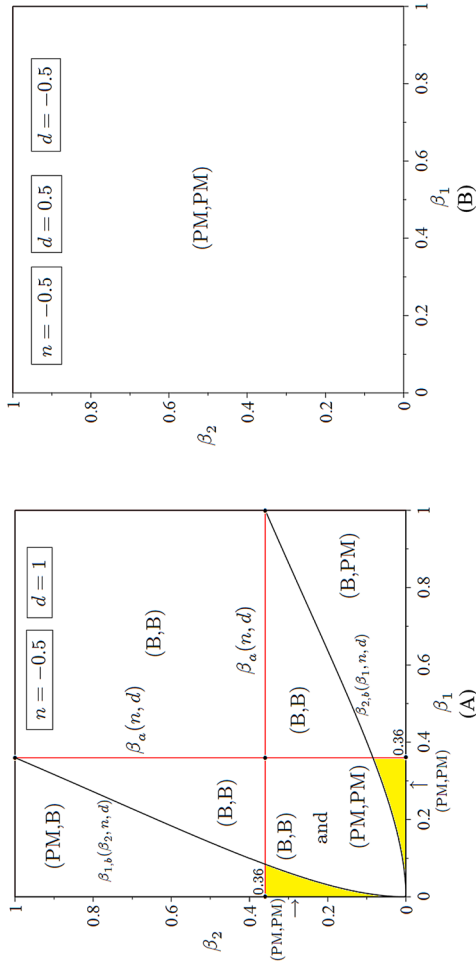 n = −0.5
d = 1
(PM,B)
β_a(n, d)
(B,B)
β_{1,b}(β_2, n, d)
(B,B)
β_a(n, d)
(B,B)
(B,B)
and
(PM,PM)
β_{2,b}(β_1, n, d)
(B,PM)
0.36
0.36
(PM,PM)
→
↑
(PM,PM)
β_2
1
0.8
0.6
0.4
0.2
0
0 0.2 0.4 0.6 0.8 1
β_1
(A)
n = −0.5
d = 0.5
d = −0.5
(PM,PM)
β_2
1
0.8
0.6
0.4
0.2
0
0 0.2 0.4 0.6 0.8 1
β_1
(B)